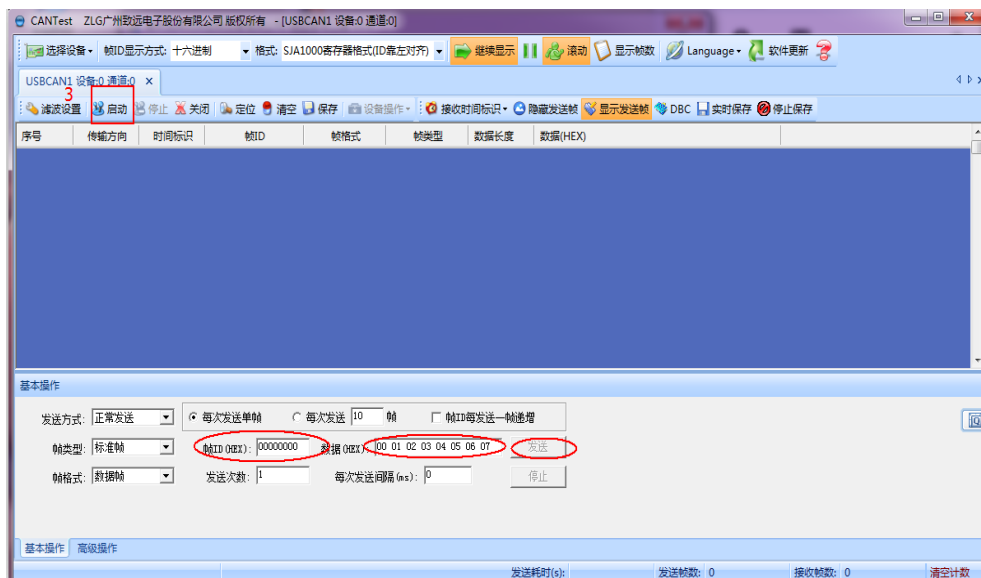 CANTest ZLG广州致远电子股份有限公司 版权所有 - [USBCAN1 设备:0 通道:0]
选择设备 帧ID显示方式: 十六进制 格式: SJA1000寄存器格式(ID靠左对齐) 继续显示 滚动 显示帧数 Language 软件更新
USBCAN1 设备:0 通道:0 ×
3
滤波设置 启动 停止 关闭 定位 清空 保存 设备操作 接收时间标识 隐藏发送帧 显示发送帧 DBC 实时保存 停止保存
序号 传输方向 时间标识 帧ID 帧格式 帧类型 数据长度 数据(HEX)
基本操作
发送方式: 正常发送 每次发送单帧 每次发送 10 帧 帧ID每发送一帧递增
帧类型: 标准帧 帧ID(HEX): 00000000 数据(HEX): 00 01 02 03 04 05 06 07 发送
帧格式: 数据帧 发送次数: 1 每次发送间隔(ms): 0 停止
基本操作 高级操作
发送耗时(s): 发送帧数: 0 接收帧数: 0 清空计数